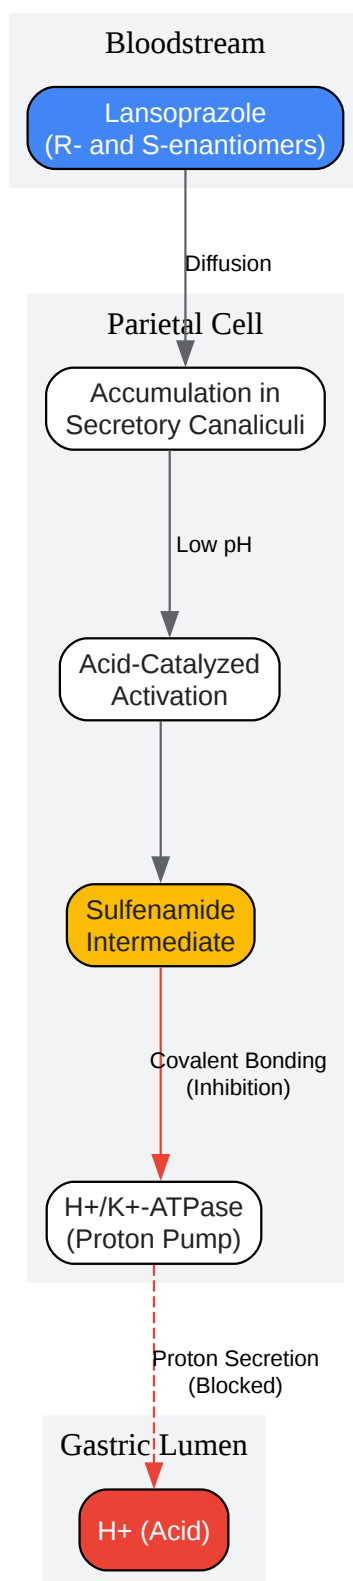 Bloodstream
Lansoprazole
(R- and S-enantiomers)
Diffusion
Parietal Cell
Accumulation in
Secretory Canaliculi
Low pH
Acid-Catalyzed
Activation
Sulfenamide
Intermediate
Covalent Bonding
(Inhibition)
H+/K+-ATPase
(Proton Pump)
Proton Secretion
(Blocked)
Gastric Lumen
H+ (Acid)